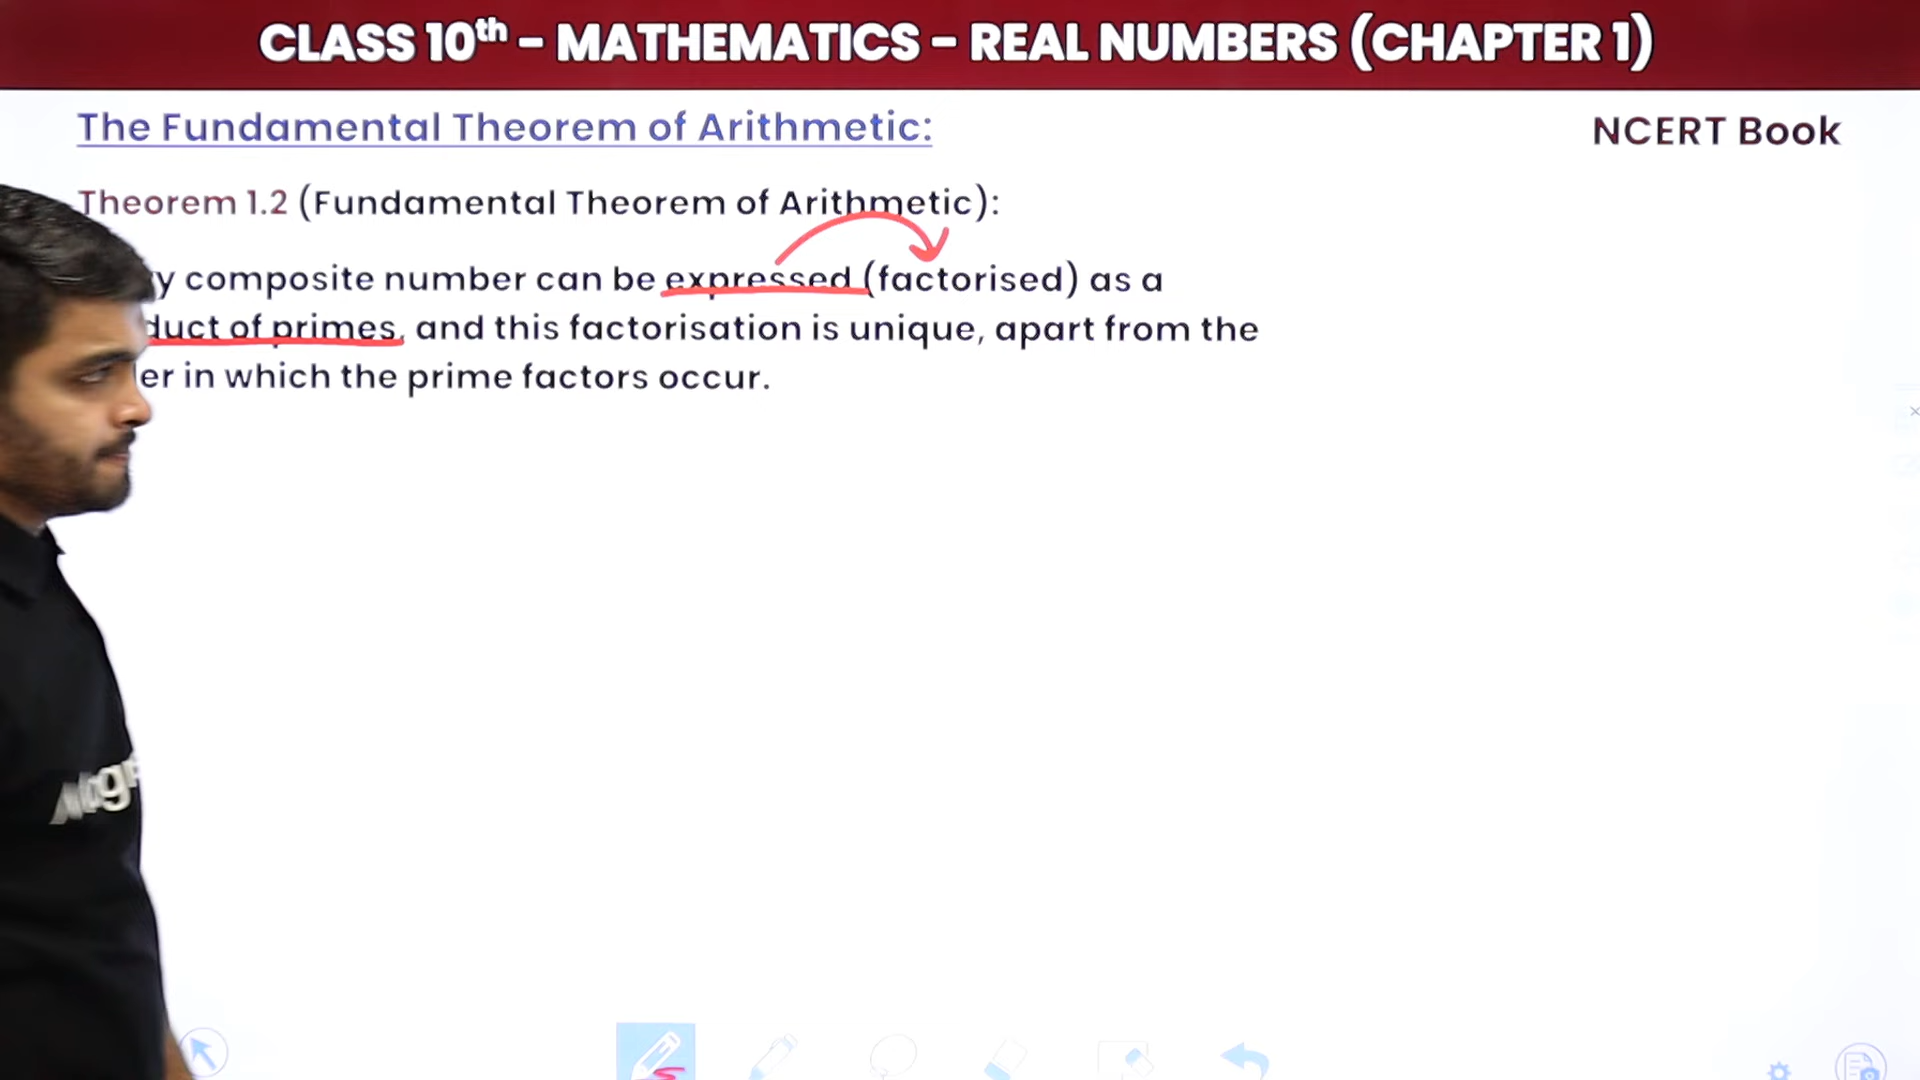 CLASS 10th - MATHEMATICS - REAL NUMBERS (CHAPTER 1)
The Fundamental Theorem of Arithmetic:
NCERT Book
Theorem 1.2 (Fundamental Theorem of Arithmetic):
composite number can be expressed (factorised) as a
of primes, and this factorisation is unique, apart from the
in which the prime factors occur.